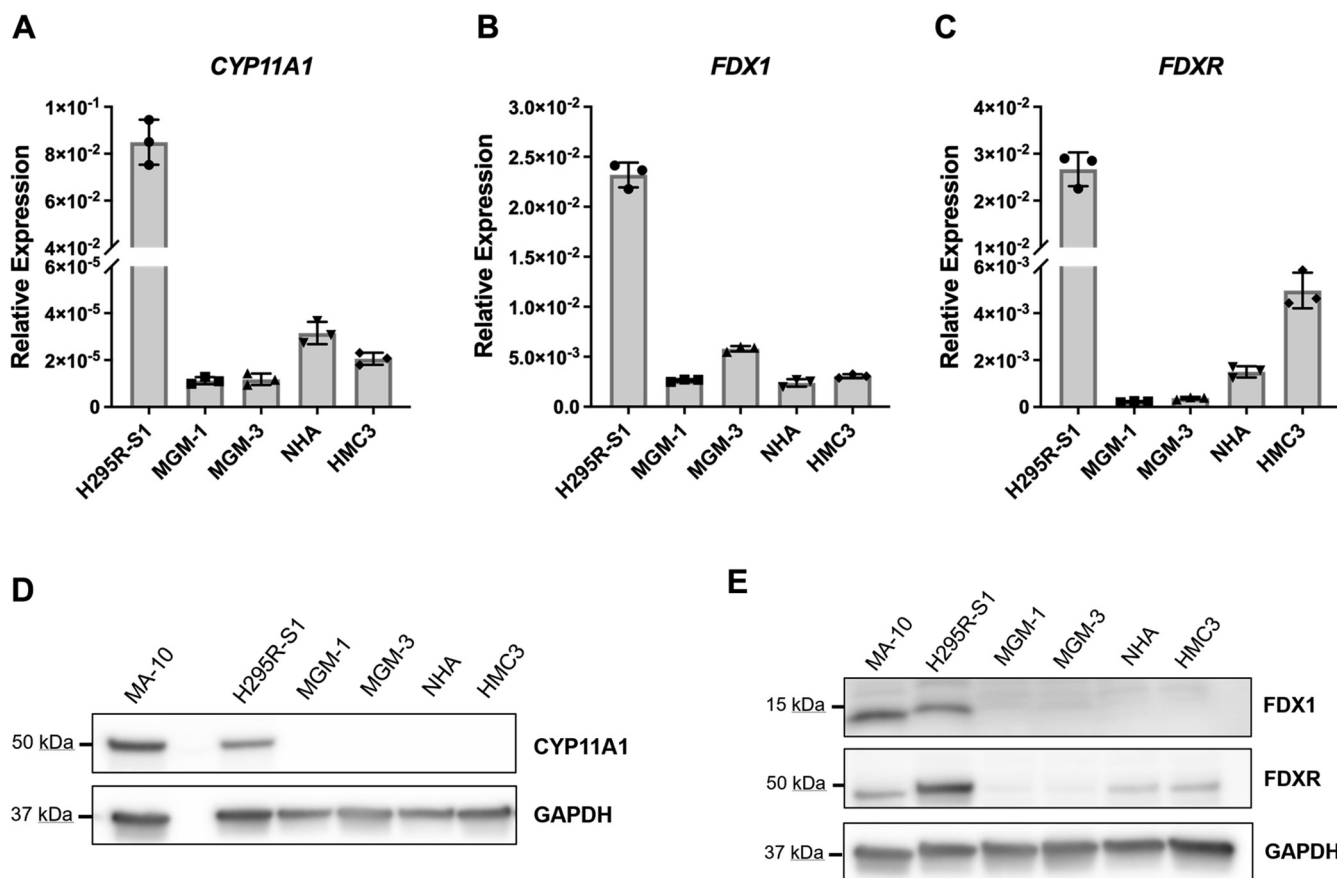 A
CYP11A1
Relative Expression
1×10⁻¹
8×10⁻²
6×10⁻²
4×10⁻²
6×10⁻⁵
4×10⁻⁵
2×10⁻⁵
0
H295R-S1
MGM-1
MGM-3
NHA
HMC3
B
FDX1
Relative Expression
3.0×10⁻²
2.5×10⁻²
2.0×10⁻²
1.5×10⁻²
1.0×10⁻²
5.0×10⁻³
0.0
H295R-S1
MGM-1
MGM-3
NHA
HMC3
C
FDXR
Relative Expression
4×10⁻²
3×10⁻²
2×10⁻²
1×10⁻²
6×10⁻³
4×10⁻³
2×10⁻³
0
H295R-S1
MGM-1
MGM-3
NHA
HMC3
D
MA-10
H295R-S1
MGM-1
MGM-3
NHA
HMC3
50 kDa
CYP11A1
37 kDa
GAPDH
E
MA-10
H295R-S1
MGM-1
MGM-3
NHA
HMC3
15 kDa
FDX1
50 kDa
FDXR
37 kDa
GAPDH